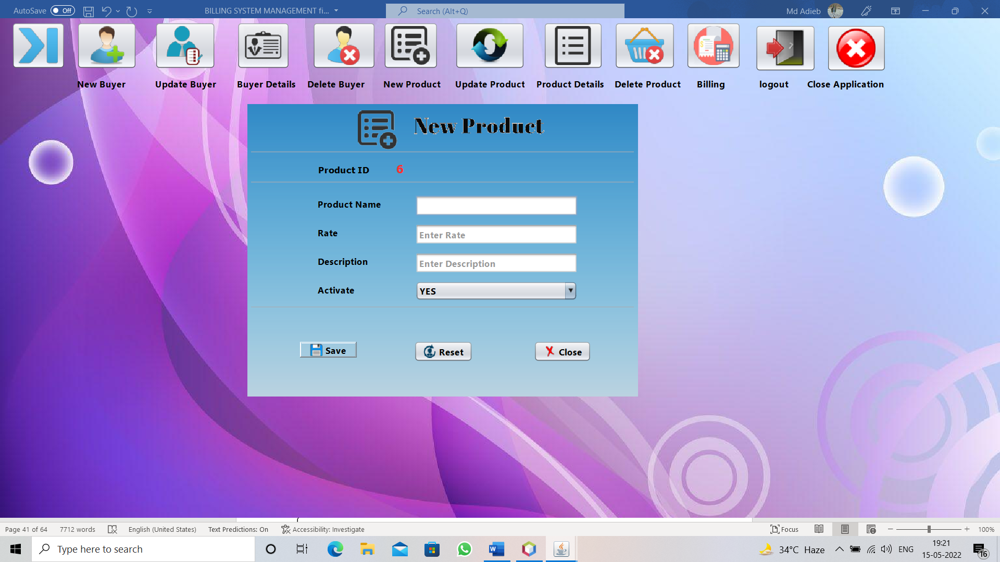 AutoSave Off BILLING SYSTEM MANAGEMENT fi... Search (Alt+Q) Md Adieb
New Buyer Update Buyer Buyer Details Delete Buyer New Product Update Product Product Details Delete Product Billing logout Close Application
New Product
Product ID 6
Product Name
Rate Enter Rate
Description Enter Description
Activate YES
Save Reset Close
Page 41 of 64 7712 words English (United States) Text Predictions: On Accessibility: Investigate Focus 100%
Type here to search 34°C Haze ENG 19:21
15-05-2022 16